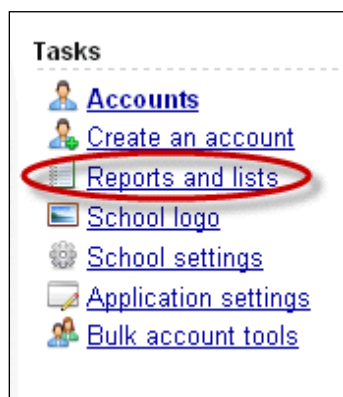 Tasks
Accounts
Create an account
Reports and lists
School logo
School settings
Application settings
Bulk account tools